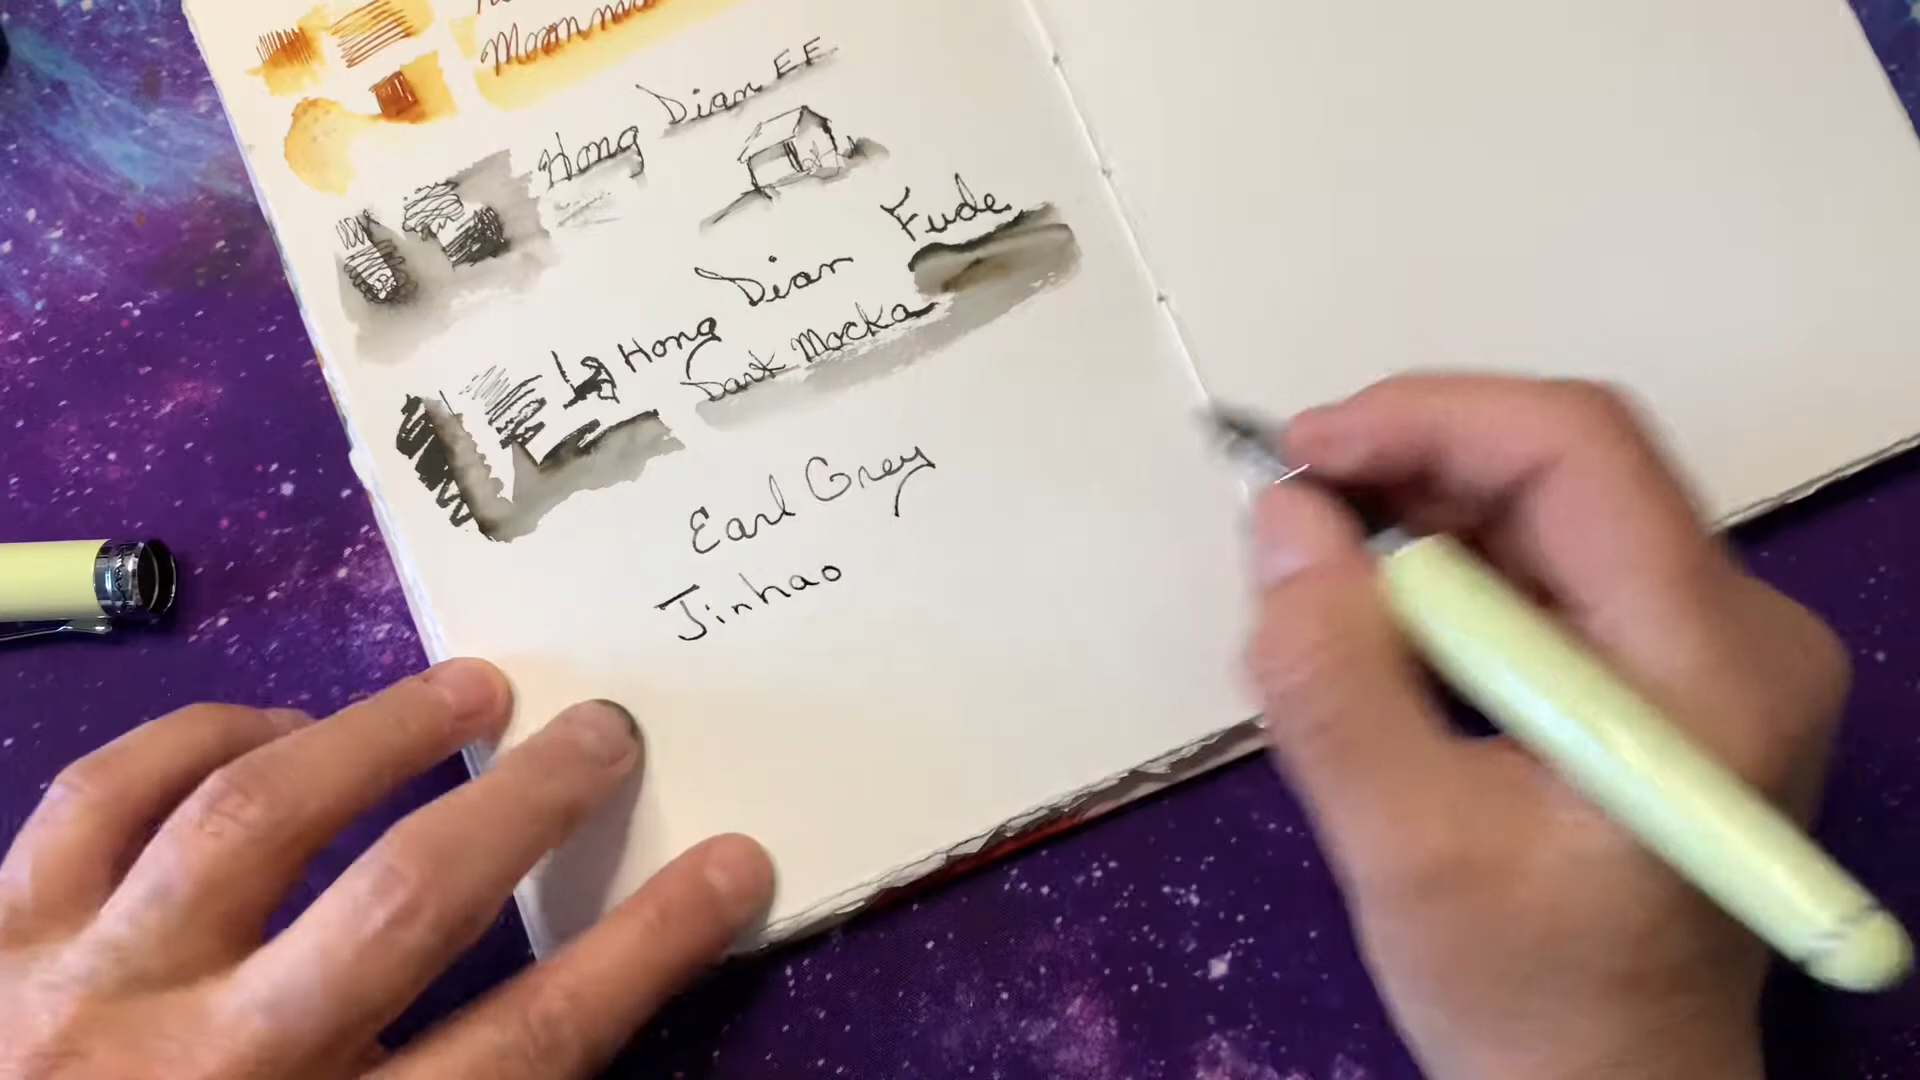 Hong Dian EF
Hong Dian Fude
Dark Mocka
Earl Grey
Jinhao